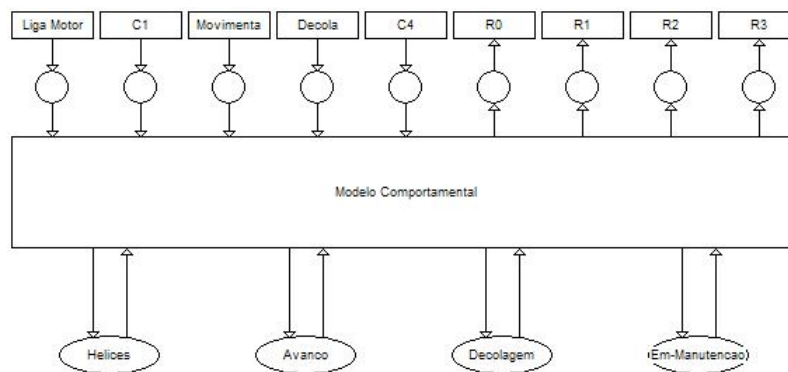 Liga Motor
C1
Movimenta
Decola
C4
R0
R1
R2
R3
Modelo Comportamental
Helices
Avanco
Decolagem
Em-Manutencao